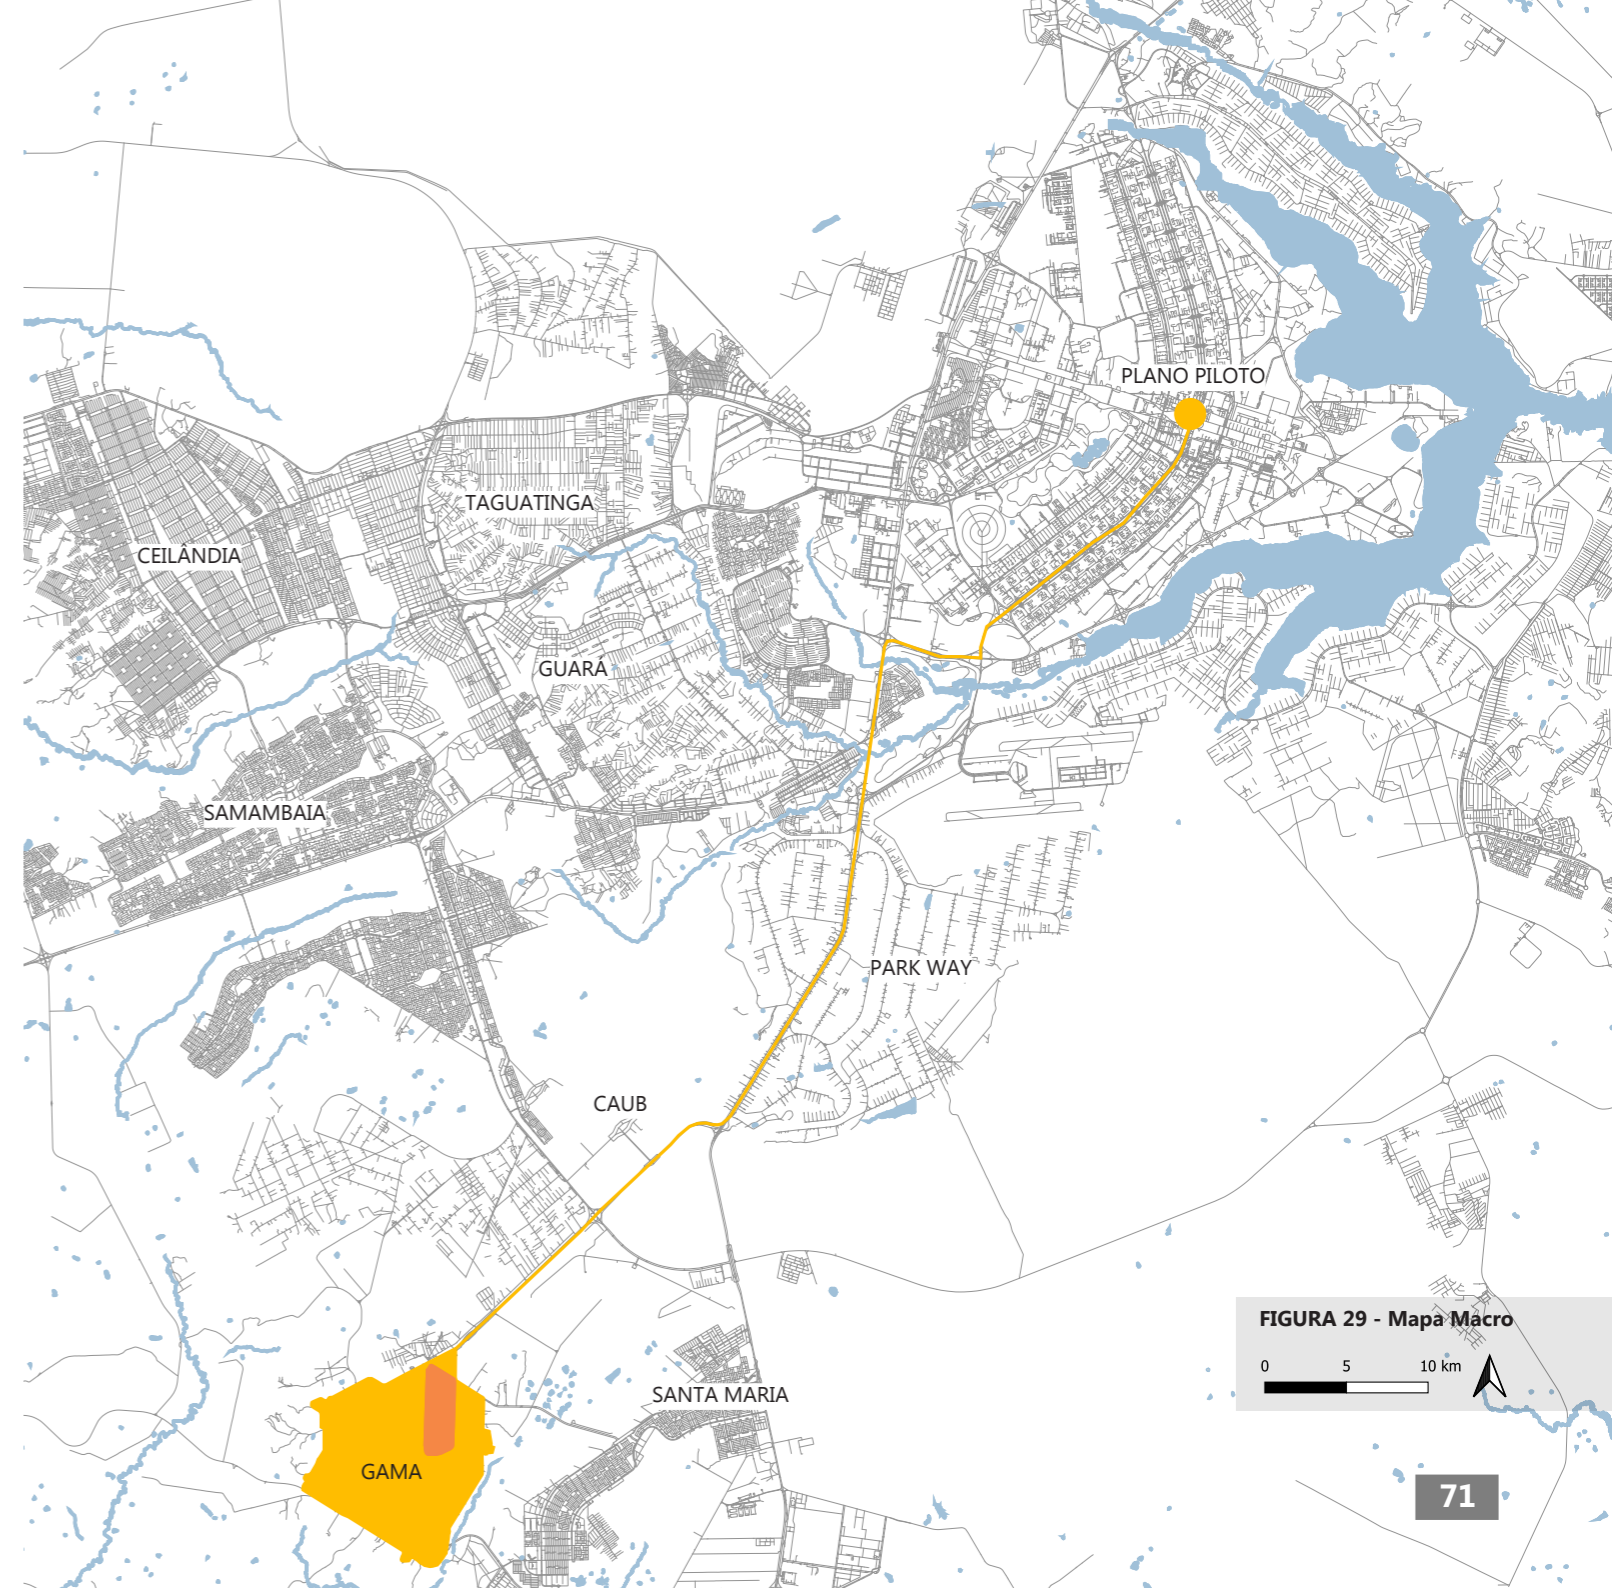 PLANO PILOTO
TAGUATINGA
CEILÂNDIA
GUARÁ
SAMAMBAIA
PARK WAY
CAUB
FIGURA 29 - Mapa Macro
0 5 10 km
SANTA MARIA
GAMA
71